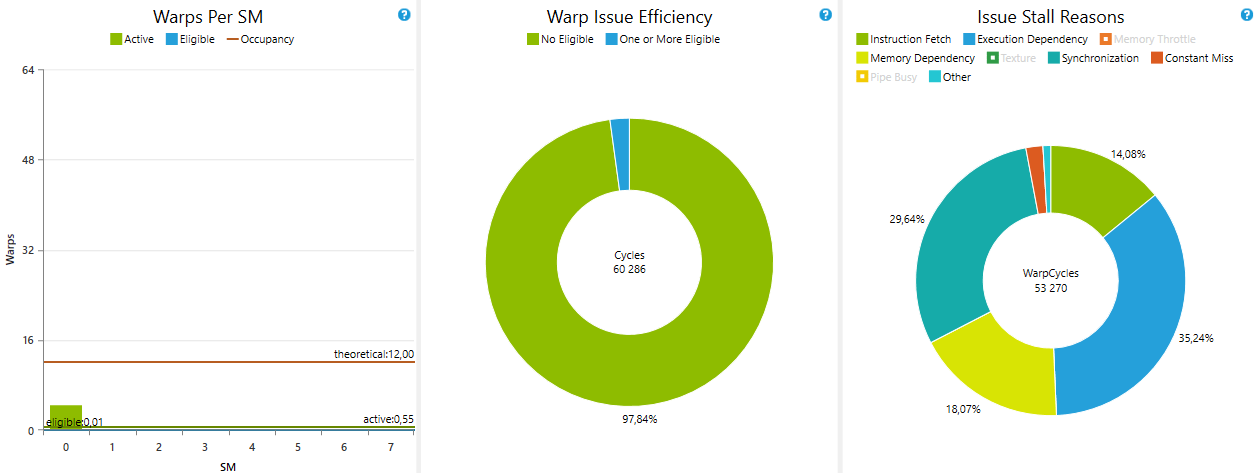 Warps Per SM
?
Active Eligible Occupancy
64
48
32
16
0
Warps
theoretical:12,00
eligible:0,01
active:0,55
0 1 2 3 4 5 6 7
SM
Warp Issue Efficiency
?
No Eligible One or More Eligible
Cycles
60 286
97,84%
Issue Stall Reasons
?
Instruction Fetch Execution Dependency Memory Throttle
Memory Dependency Texture Synchronization Constant Miss
Pipe Busy Other
14,08%
29,64%
WarpCycles
53 270
35,24%
18,07%